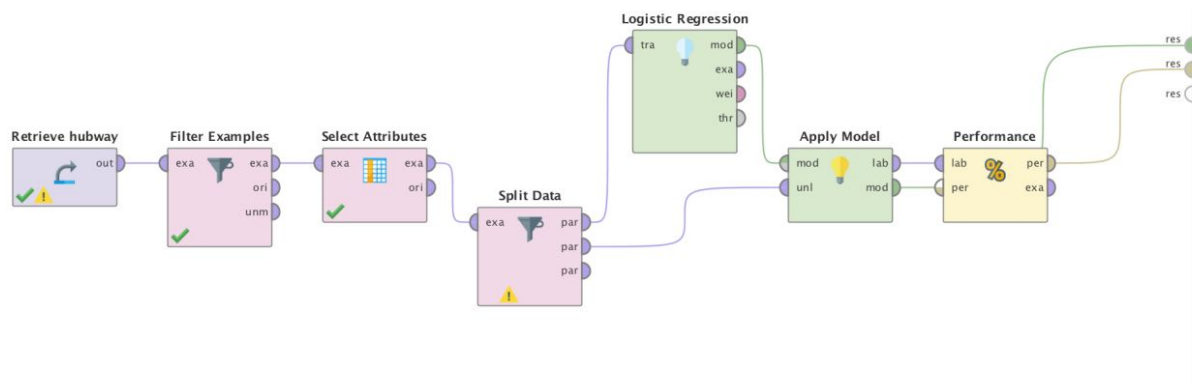 Logistic Regression
tra
mod
exa
wei
thr
res
res
res
Retrieve hubway
out
Filter Examples
exa
exa
ori
unm
Select Attributes
exa
exa
ori
Split Data
exa
par
par
par
Apply Model
mod
lab
unl
mod
Performance
lab
per
per
exa
%